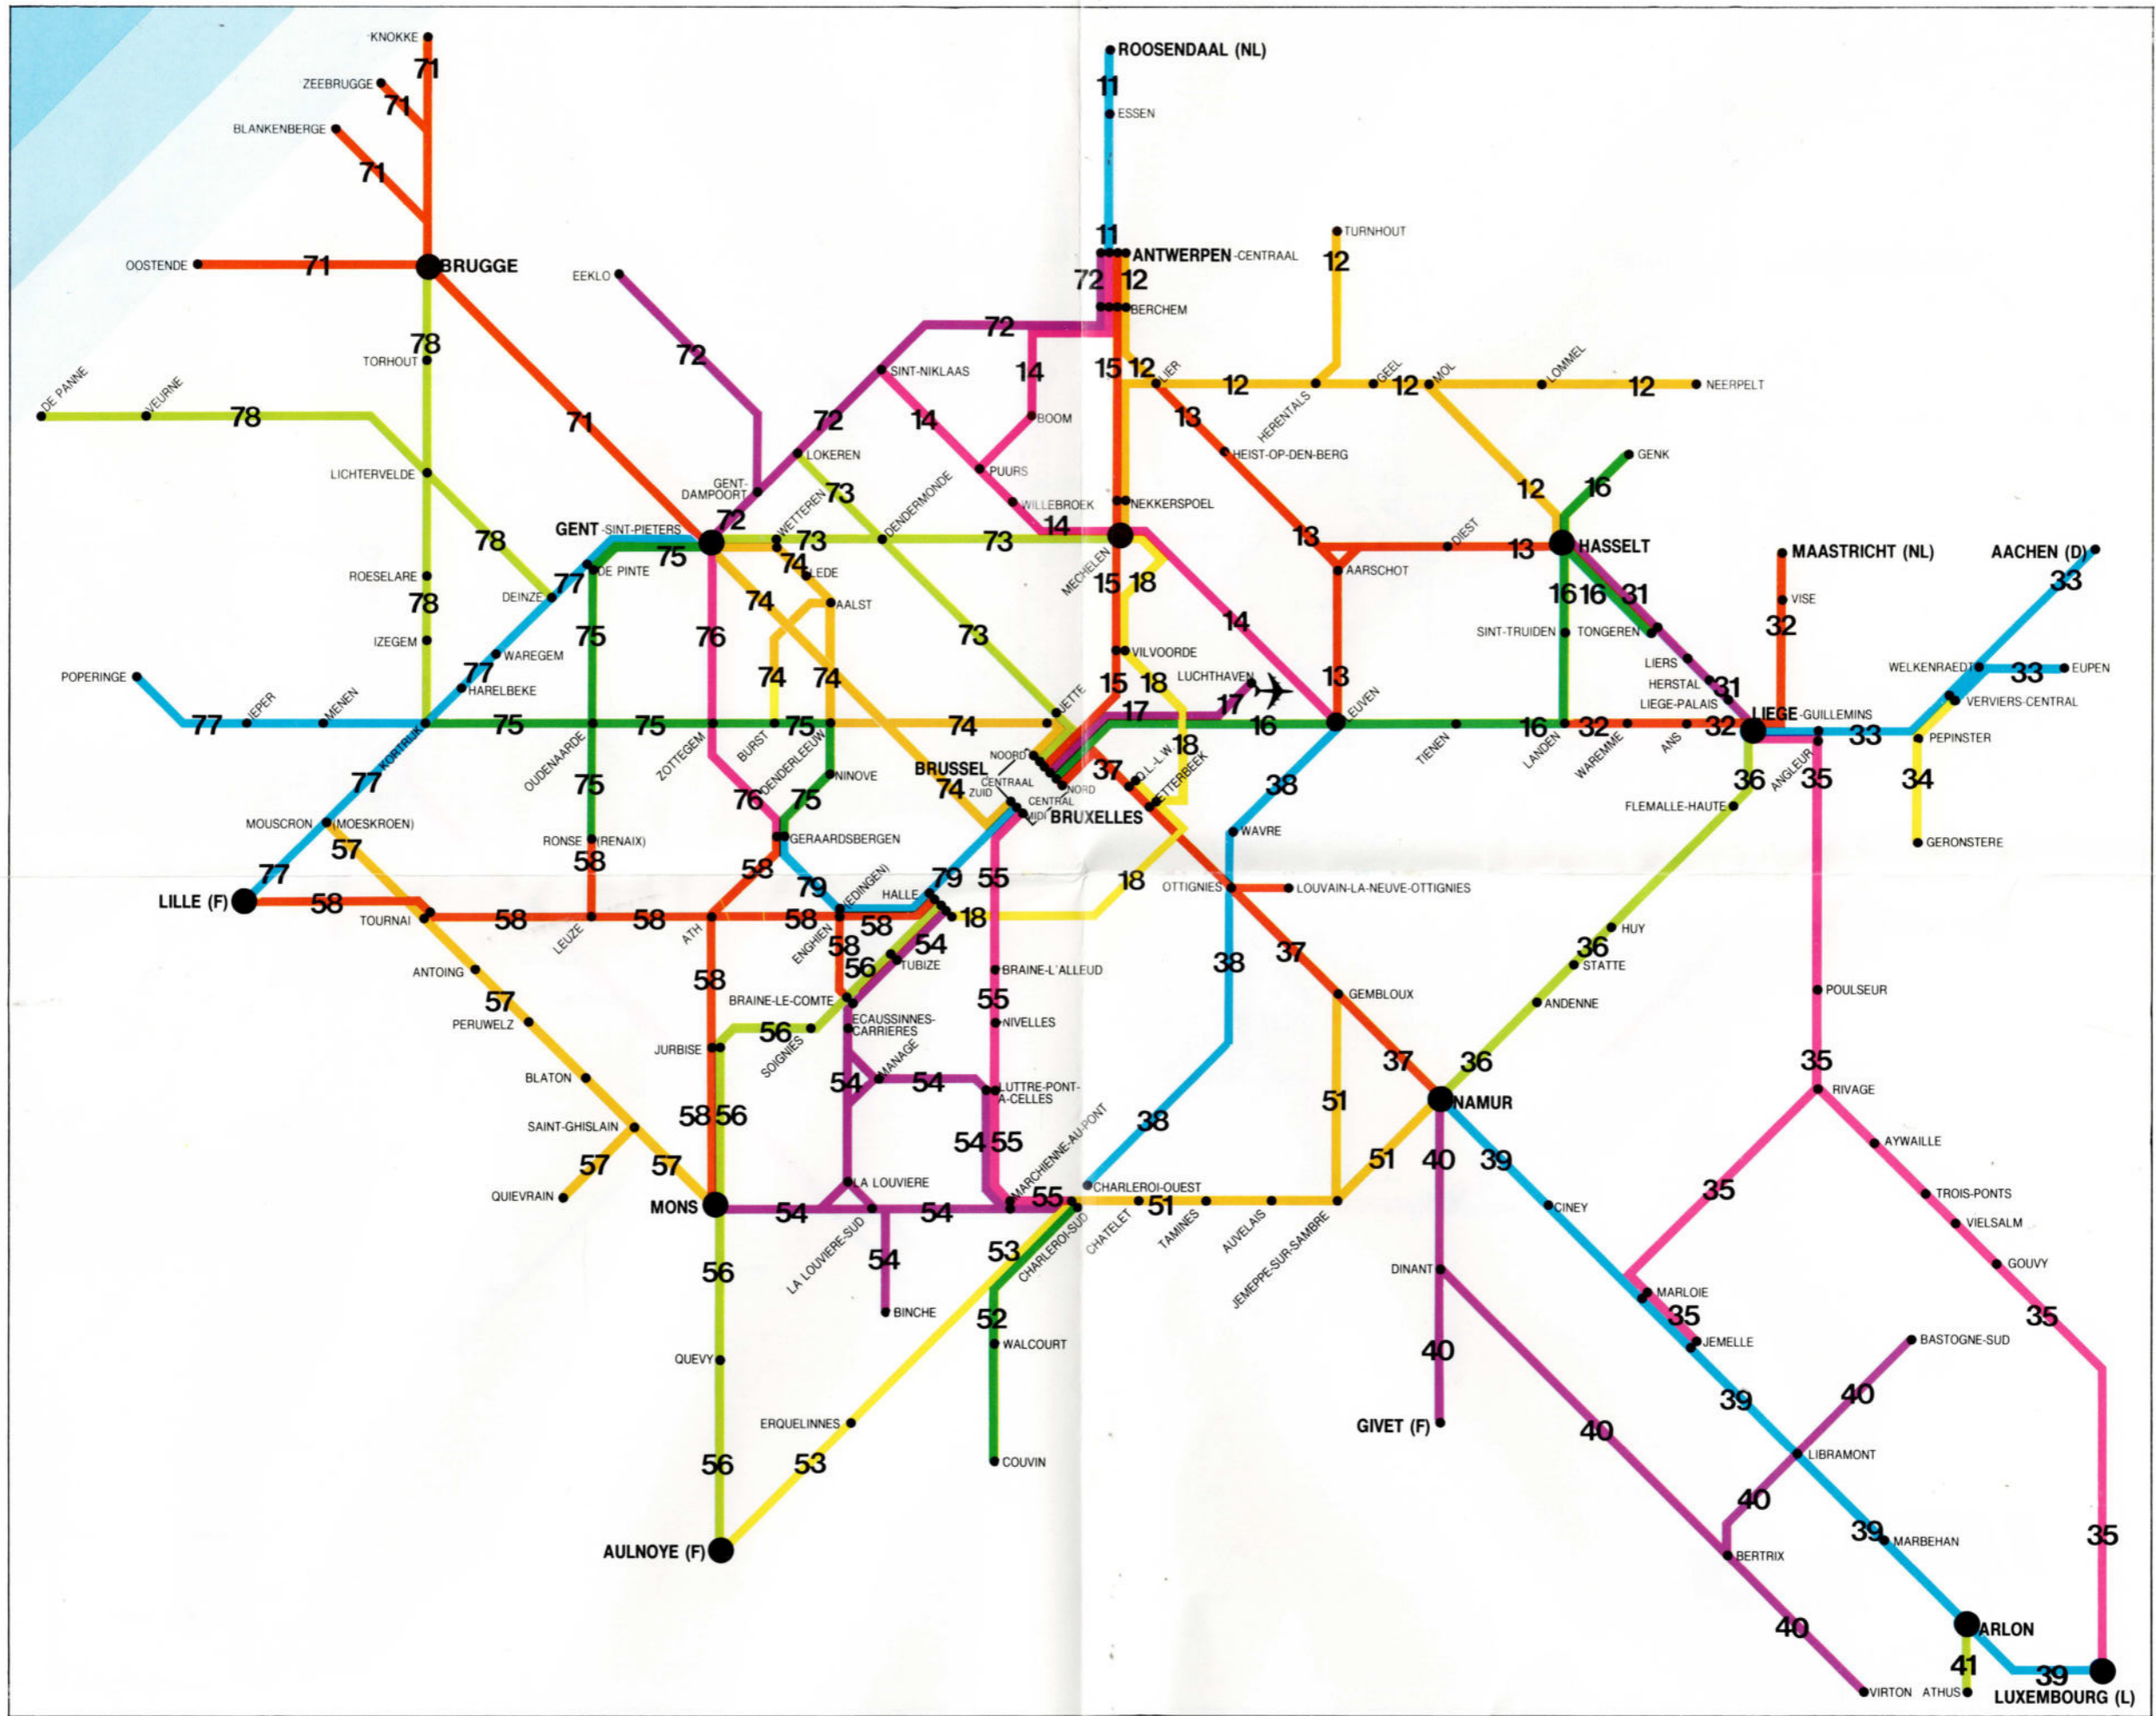 KNOKKE
71
ZEEBRUGGE
71
BLANKENBERGE
71
OOSTENDE
71
BRUGGE
ROOSENDAAL (NL)
11
ESSEN
11
ANTWERPEN-CENTRAAL
72
12
BERCHEM
TURNHOUT
12
EEKLO
72
72
78
TORHOUT
DE PANNE
VEURNE
78
71
SINT-NIKLAAS
14
15
12
LIER
12
HERENTALS
GEEL
12
MOL
LOMMEL
12
NEERPELT
72
14
BOOM
13
HEIST-OP-DEN-BERG
LOKEREN
LICHTERVELDE
PUURS
GENK
16
12
GENT-
DAMPOORT
73
DENDERMONDE
WILLEBROEK
NEKKERSPOEL
GENT-SINT-PIETERS
72
WETTEREN
73
73
14
13
DIEST
13
HASSELT
MAASTRICHT (NL)
AACHEN (D)
78
75
77
DE PINTE
74
LEDE
MECHELEN
15
18
AARSCHOT
33
ROESELARE
78
DEINZE
74
AALST
16
16
31
VISE
32
IZEGEM
75
76
73
14
SINT-TRUIDEN
TONGEREN
WAREGEM
77
HARELBEKE
POPERINGE
74
74
VILVOORDE
15
18
LUCHTHAVEN
13
LIERS
HERSTAL
31
LIEGE-PALAIS
WELKENRAEDT
33
EUPEN
VERVIERS-CENTRAL
77
IEPER
MENEN
KORTRIJK
75
OUDENAARDE
75
ZOTTEGEM
BURST
75
DENDERLEEUW
74
JETTE
17
17
16
LEUVEN
TIENEN
16
LANDEN
32
WAREMME
ANS
32
LIEGE-GUILLEMINS
33
ANGLEUR
PEPINSTER
77
75
76
75
NINOVE
BRUSSEL
74
NOORD
CENTRAAL
ZUID
NORD
CENTRAL
MIDI
BRUXELLES
37
Q.L.-L.W.
18
ETTERBEEK
38
36
35
34
FLEMALLE-HAUTE
MOUSCRON (MOESKROEN)
57
RONSE (RENAIX)
58
GERAARDSBERGEN
WAVRE
GERONSTERE
77
LILLE (F)
58
58
79
(EDINGEN)
HALLE
79
55
18
OTTIGNIES
LOUVAIN-LA-NEUVE-OTTIGNIES
TOURNAI
58
LEUZE
58
ATH
58
ENGHIEN
58
58
54
18
HUY
36
STATTE
ANTOING
58
56
TUBIZE
BRAINE-L'ALLEUD
38
37
57
PERUWELZ
BRAINE-LE-COMTE
55
GEMBLOUX
ANDENNE
POULSEUR
56
SOIGNIES
ECAUSSINNES-
CARRIERES
NIVELLES
JURBISE
MANAGE
37
36
35
BLATON
54
54
LUTTRE-PONT-
A-CELLES
RIVAGE
58
56
51
NAMUR
SAINT-GHISLAIN
38
54
55
MARCHIENNE-AU-PONT
AYWAILLE
57
57
QUIEVRAIN
LA LOUVIERE
55
CHARLEROI-OUEST
51
40
39
35
TROIS-PONTS
MONS
54
LA LOUVIERE-SUD
54
CHARLEROI-SUD
CHATELET
51
TAMINES
AUVELAIS
JEMEPPE-SUR-SAMBRE
CINEY
VIELSALM
56
54
53
DINANT
GOUVY
BINCHE
52
MARLOIE
35
35
WALCOURT
JEMELLE
BASTOGNE-SUD
QUEVY
40
39
40
ERQUELINNES
GIVET (F)
40
56
53
COUVIN
LIBRAMONT
40
39
MARBEHAN
35
AULNOYE (F)
BERTRIX
40
ARLON
41
39
VIRTON
ATHUS
LUXEMBOURG (L)